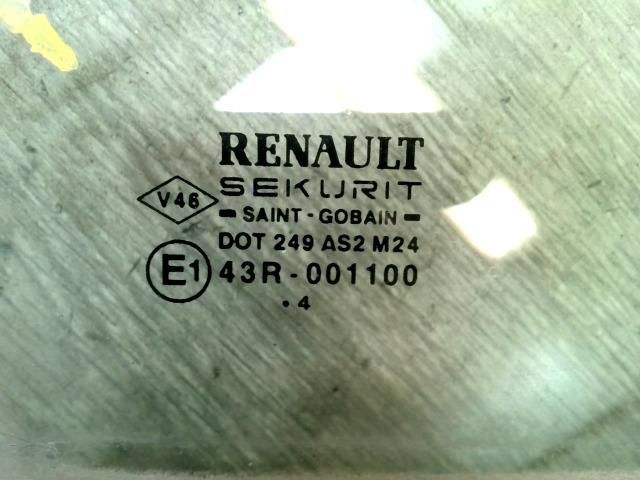 RENAULT
SEKURIT
V46
- SAINT - GOBAIN -
DOT 249 AS2 M24
E1 43R - 001100
. 4